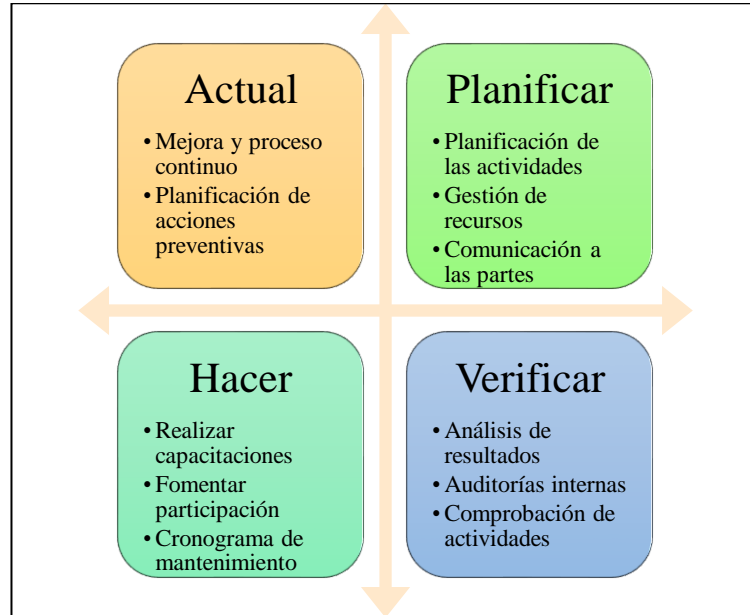 Actual
• Mejora y proceso
continuo
• Planificación de
acciones
preventivas
Planificar
• Planificación de
las actividades
• Gestión de
recursos
• Comunicación a
las partes
Hacer
• Realizar
capacitaciones
• Fomentar
participación
• Cronograma de
mantenimiento
Verificar
• Análisis de
resultados
• Auditorías internas
• Comprobación de
actividades